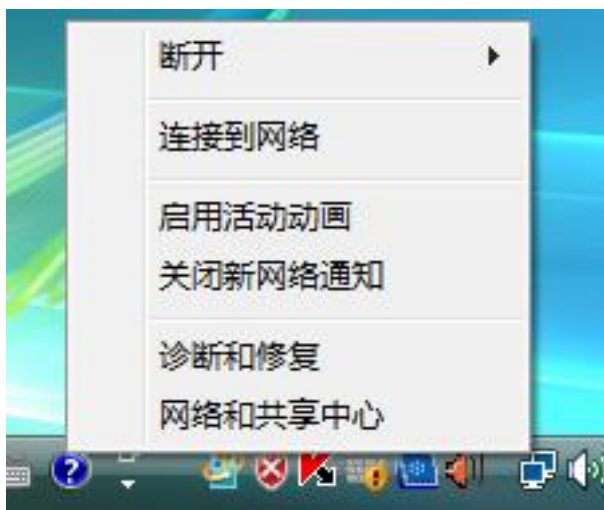 断开
连接到网络
启用活动动画
关闭新网络通知
诊断和修复
网络和共享中心